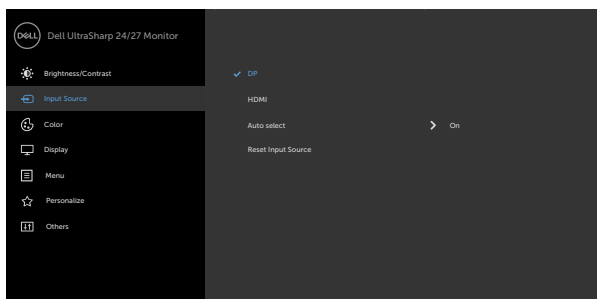 DELL Dell UltraSharp 24/27 Monitor
Brightness/Contrast
Input Source
Color
Display
Menu
Personalize
Others
DP
HDMI
Auto select On
Reset Input Source